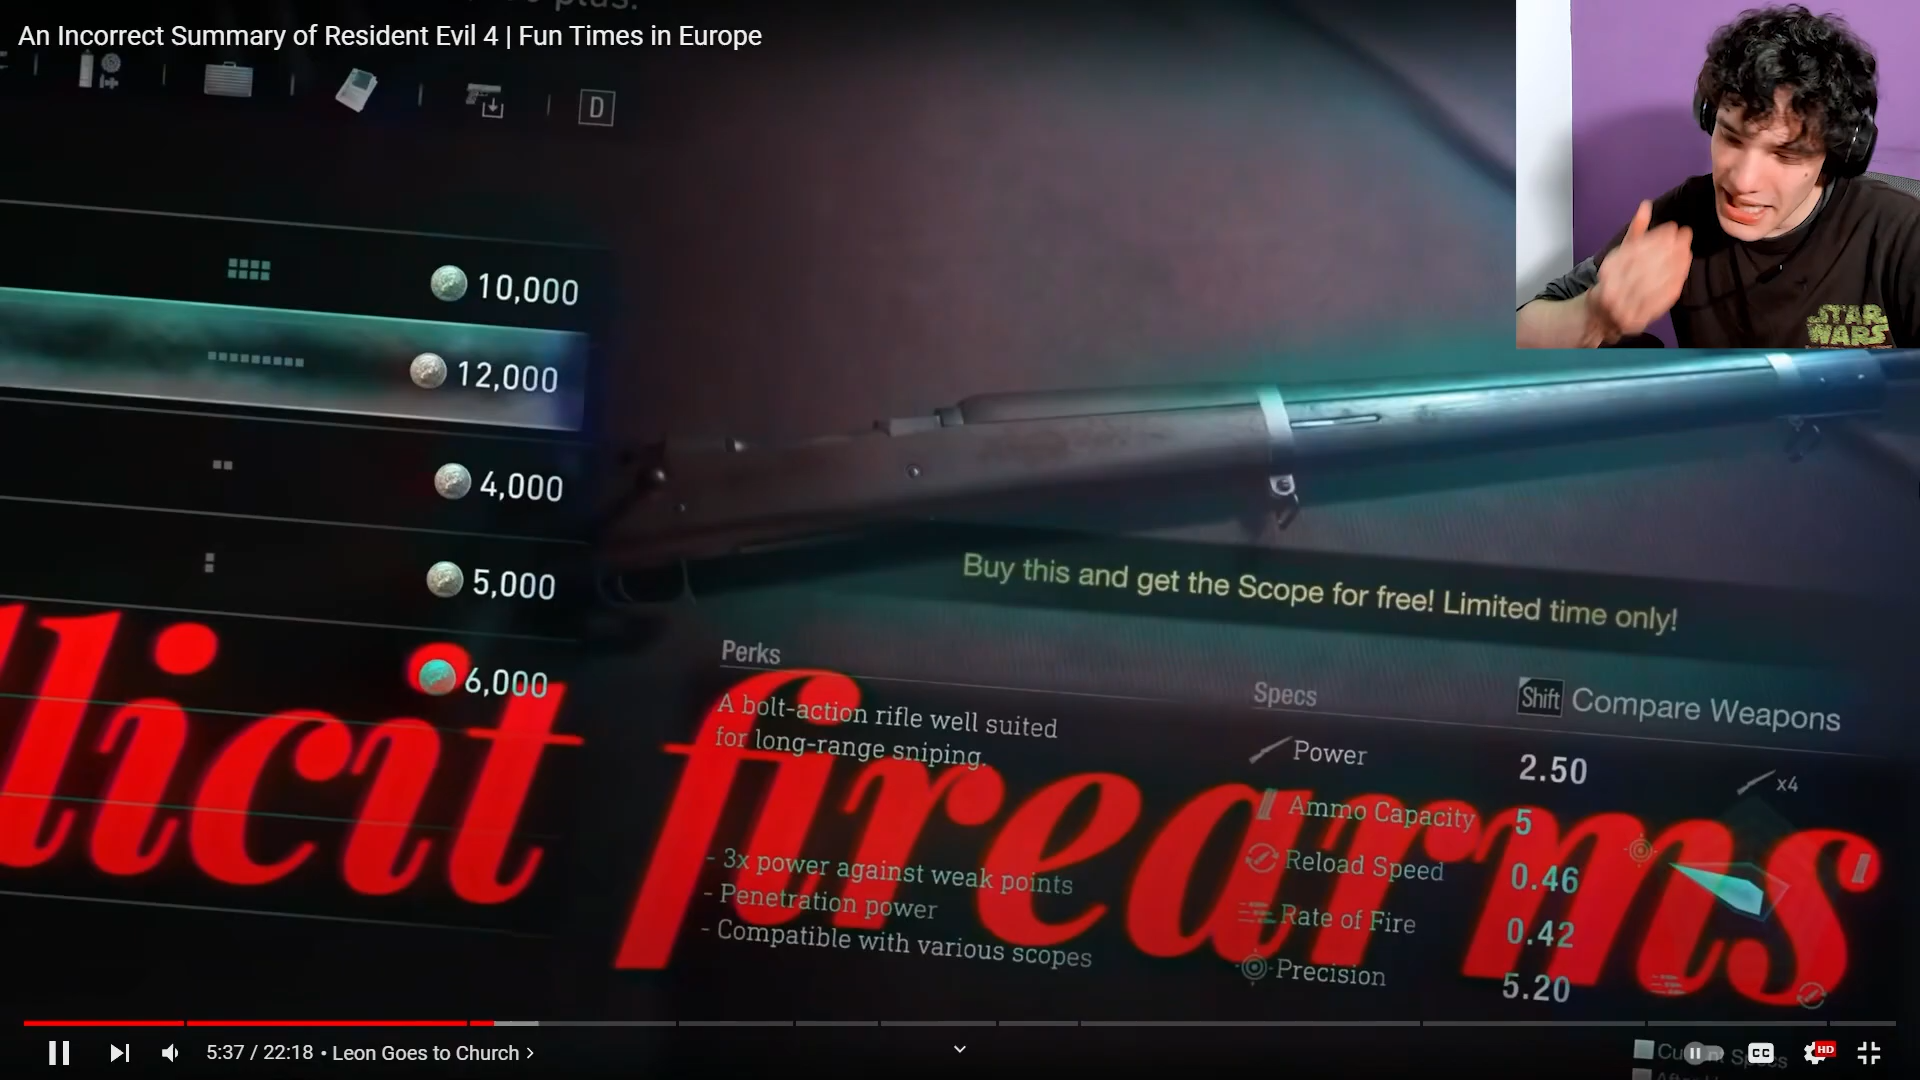 An Incorrect Summary of Resident Evil 4 | Fun Times in Europe
D
10,000
12,000
4,000
5,000
6,000
STAR
WARS
Buy this and get the Scope for free! Limited time only!
licit firearms
Perks
A bolt-action rifle well suited
for long-range sniping.
- 3x power against weak points
- Penetration power
- Compatible with various scopes
Specs
Shift Compare Weapons
Power 2.50 x4
Ammo Capacity 5
Reload Speed 0.46
Rate of Fire 0.42
Precision 5.20
5:37 / 22:18 • Leon Goes to Church
CC
HD